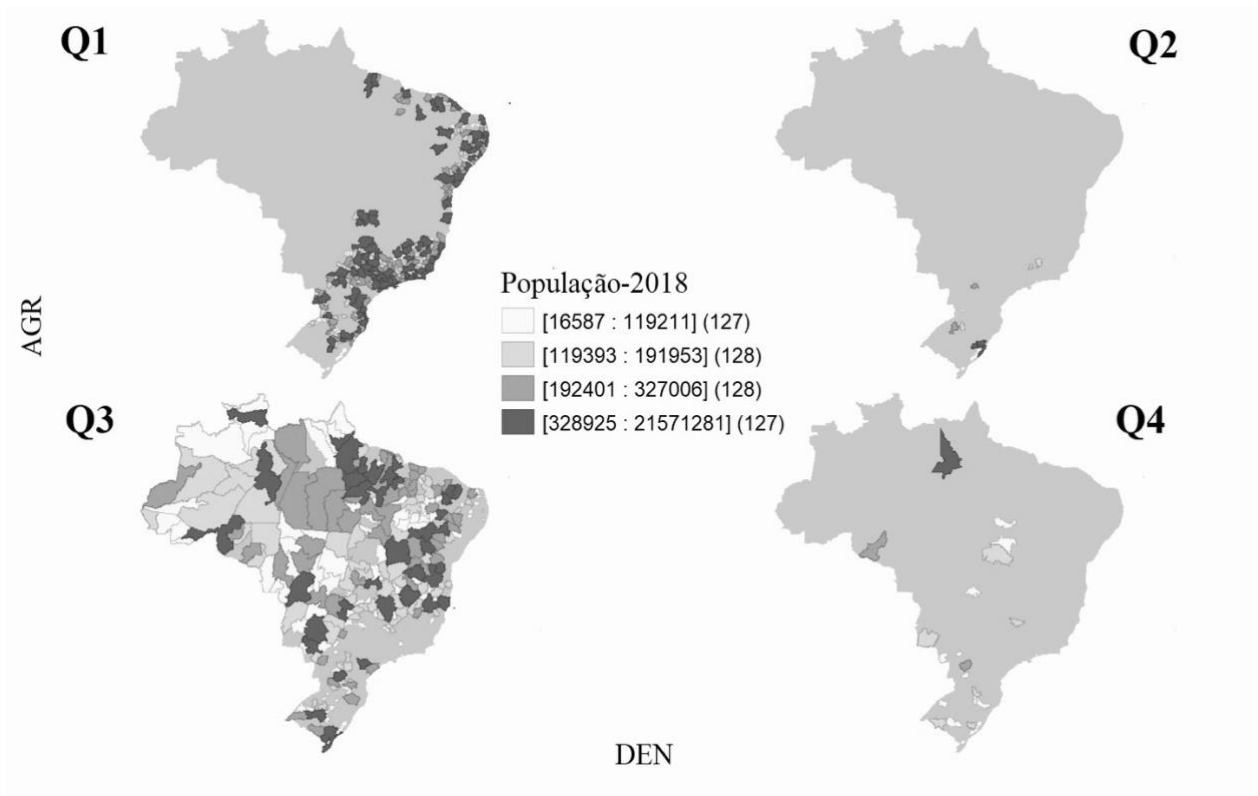 Q1
Q2
AGR
População-2018
[16587 : 119211] (127)
[119393 : 191953] (128)
[192401 : 327006] (128)
[328925 : 21571281] (127)
Q3
Q4
DEN